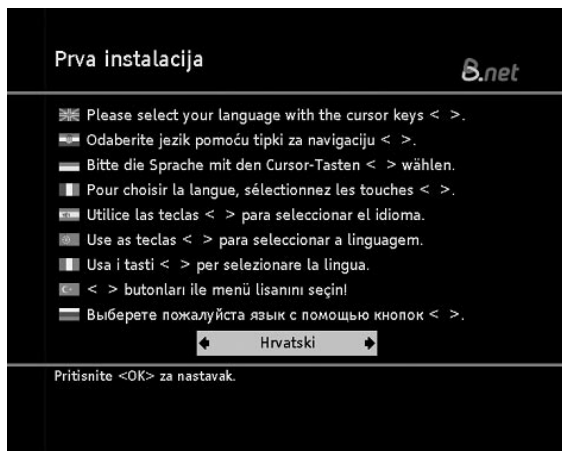 Prva instalacija
B.net
Please select your language with the cursor keys < >.
Odaberite jezik pomoću tipki za navigaciju < >.
Bitte die Sprache mit den Cursor-Tasten < > wählen.
Pour choisir la langue, sélectionnez les touches < >.
Utilice las teclas < > para seleccionar el idioma.
Use as teclas < > para seleccionar a linguagem.
Usa i tasti < > per selezionare la lingua.
< > butonları ile menü lisanını seçin!
Выберете пожалуйста язык с помощью кнопок < >.
Hrvatski
Pritisnite <OK> za nastavak.